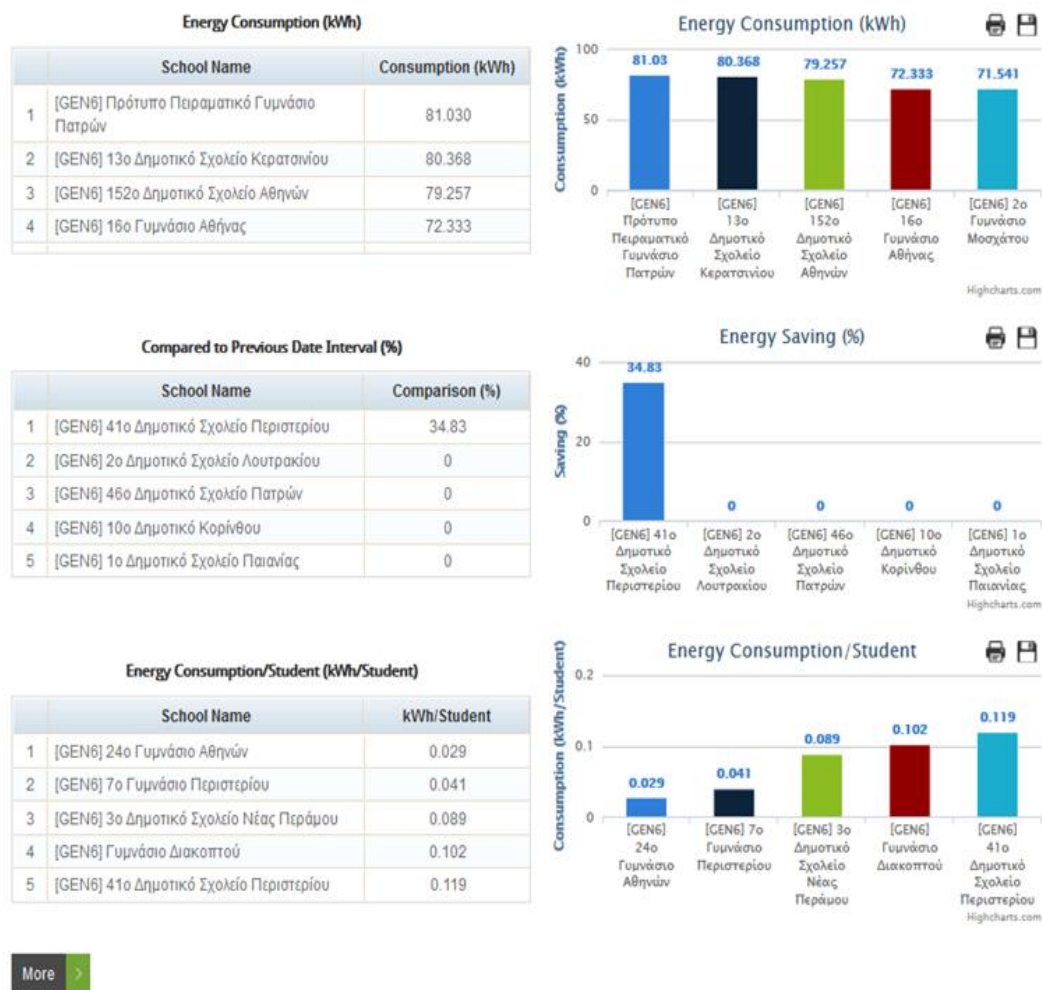 Energy Consumption (kWh)
School Name Consumption (kWh)
1 [GEN6] Πρότυπο Πειραματικό Γυμνάσιο
Πατρών 81.030
2 [GEN6] 13ο Δημοτικό Σχολείο Κερατσινίου 80.368
3 [GEN6] 152ο Δημοτικό Σχολείο Αθηνών 79.257
4 [GEN6] 16ο Γυμνάσιο Αθήνας 72.333
Energy Consumption (kWh)
Consumption (kWh)
100
50
0
81.03
80.368
79.257
72.333
71.541
[GEN6]
Πρότυπο
Πειραματικό
Γυμνάσιο
Πατρών
[GEN6]
13ο
Δημοτικό
Σχολείο
Κερατσινίου
[GEN6]
152ο
Δημοτικό
Σχολείο
Αθηνών
[GEN6]
16ο
Γυμνάσιο
Αθήνας
[GEN6] 2ο
Γυμνάσιο
Μοσχάτου
Highcharts.com
Compared to Previous Date Interval (%)
School Name Comparison (%)
1 [GEN6] 41ο Δημοτικό Σχολείο Περιστερίου 34.83
2 [GEN6] 2ο Δημοτικό Σχολείο Λουτρακίου 0
3 [GEN6] 46ο Δημοτικό Σχολείο Πατρών 0
4 [GEN6] 10ο Δημοτικό Κορίνθου 0
5 [GEN6] 1ο Δημοτικό Σχολείο Παιανίας 0
Energy Saving (%)
Saving (%)
40
20
0
34.83
0
0
0
0
[GEN6] 41ο
Δημοτικό
Σχολείο
Περιστερίου
[GEN6] 2ο
Δημοτικό
Σχολείο
Λουτρακίου
[GEN6] 46ο
Δημοτικό
Σχολείο
Πατρών
[GEN6] 10ο
Δημοτικό
Κορίνθου
[GEN6] 1ο
Δημοτικό
Σχολείο
Παιανίας
Highcharts.com
Energy Consumption/Student (kWh/Student)
School Name kWh/Student
1 [GEN6] 24ο Γυμνάσιο Αθηνών 0.029
2 [GEN6] 7ο Γυμνάσιο Περιστερίου 0.041
3 [GEN6] 3ο Δημοτικό Σχολείο Νέας Περάμου 0.089
4 [GEN6] Γυμνάσιο Διακοπτού 0.102
5 [GEN6] 41ο Δημοτικό Σχολείο Περιστερίου 0.119
Energy Consumption/Student
Consumption (kWh/Student)
0.2
0.1
0
0.029
0.041
0.089
0.102
0.119
[GEN6]
24ο
Γυμνάσιο
Αθηνών
[GEN6] 7ο
Γυμνάσιο
Περιστερίου
[GEN6] 3ο
Δημοτικό
Σχολείο
Νέας
Περάμου
[GEN6]
Γυμνάσιο
Διακοπτού
[GEN6]
41ο
Δημοτικό
Σχολείο
Περιστερίου
Highcharts.com
More >